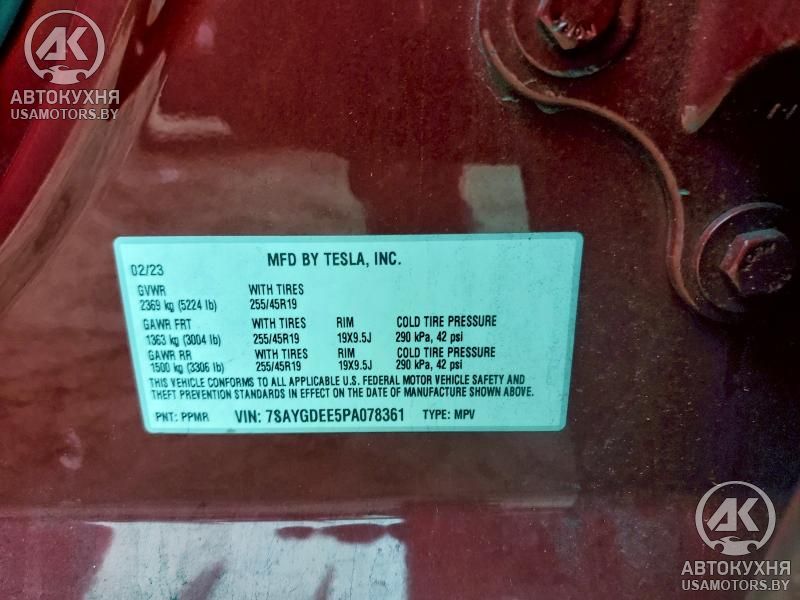 AK
АВТОКУХНЯ
USAMOTORS.BY
MFD BY TESLA, INC.
02/23
GVWR WITH TIRES
2369 kg (5224 lb) 255/45R19
GAWR FRT WITH TIRES RIM COLD TIRE PRESSURE
1363 kg (3004 lb) 255/45R19 19X9.5J 290 kPa, 42 psi
GAWR RR WITH TIRES RIM COLD TIRE PRESSURE
1500 kg (3306 lb) 255/45R19 19X9.5J 290 kPa, 42 psi
THIS VEHICLE CONFORMS TO ALL APPLICABLE U.S. FEDERAL MOTOR VEHICLE SAFETY AND
THEFT PREVENTION STANDARDS IN EFFECT ON THE DATE OF MANUFACTURE SHOWN ABOVE.
PNT: PPMR VIN: 7SAYGDEE5PA078361 TYPE: MPV
AK
АВТОКУХНЯ
USAMOTORS.BY